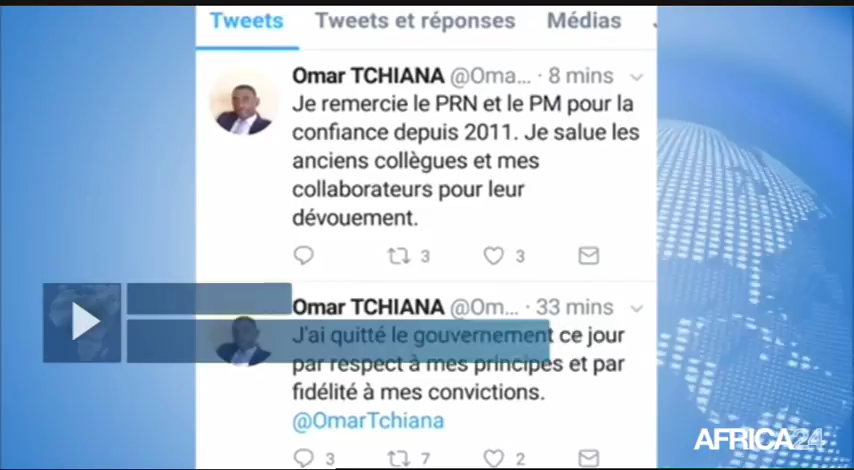 Tweets Tweets et réponses Médias
Omar TCHIANA @Oma... · 8 mins
Je remercie le PRN et le PM pour la
confiance depuis 2011. Je salue les
anciens collègues et mes
collaborateurs pour leur
dévouement.
3 3
Omar TCHIANA @Om... · 33 mins
J'ai quitté le gouvernement ce jour
par respect à mes principes et par
fidélité à mes convictions.
@OmarTchiana
3 7 2
AFRICA24